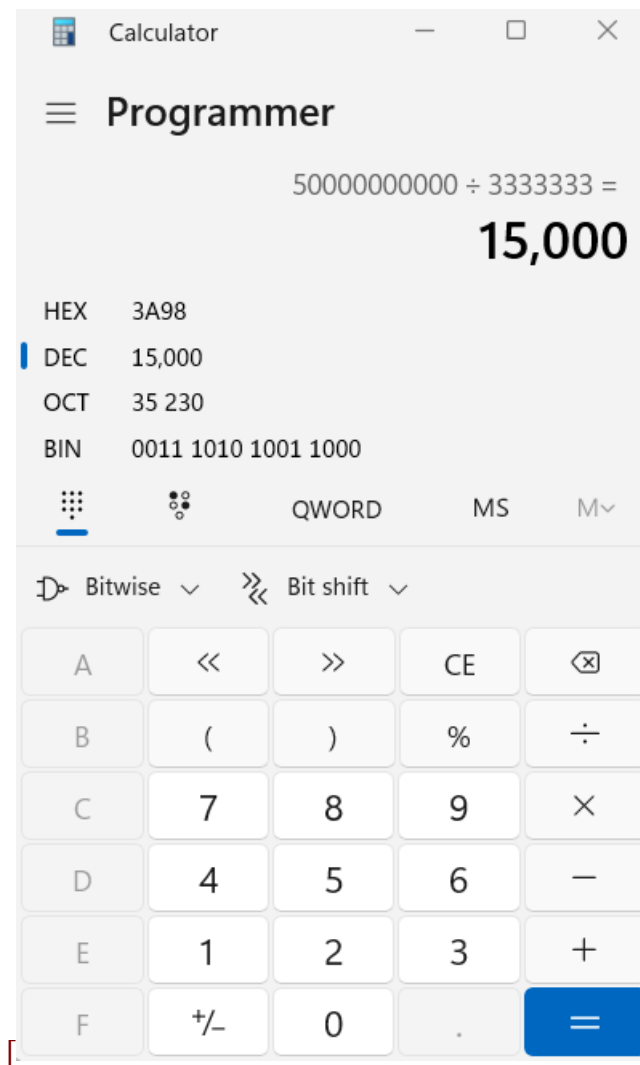 Calculator
Programmer
50000000000 ÷ 3333333 =
15,000
HEX 3A98
DEC 15,000
OCT 35 230
BIN 0011 1010 1001 1000
QWORD MS M
Bitwise Bit shift
A << >> CE
B ( ) % ÷
C 7 8 9 ×
D 4 5 6 −
E 1 2 3 +
F +/− 0 . =
[